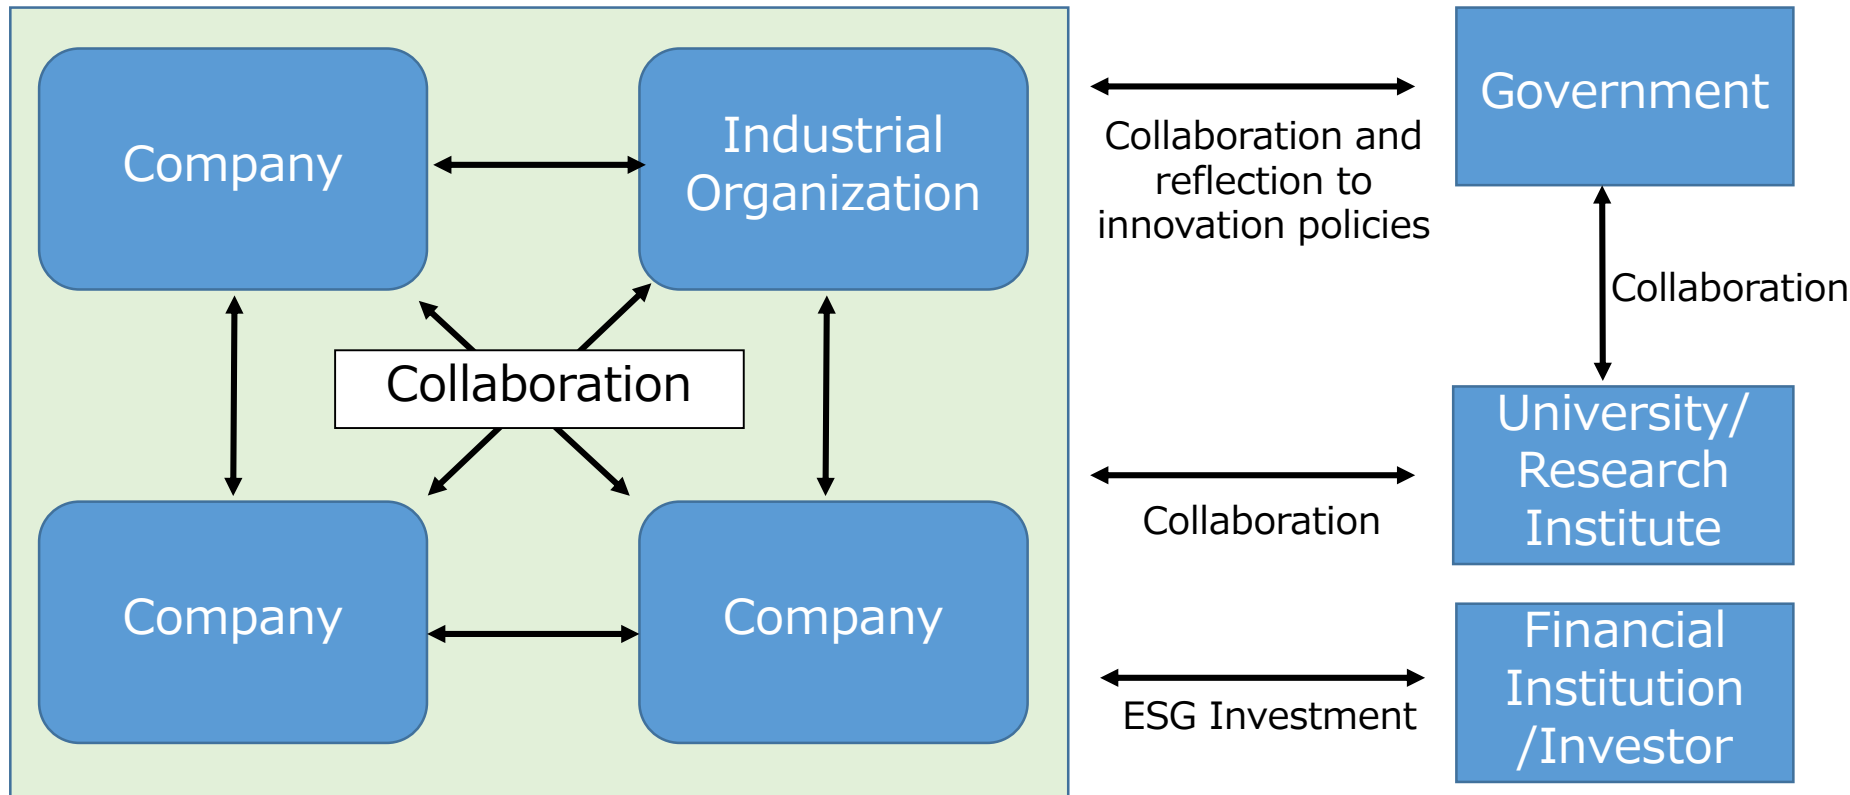 Company
Industrial
Organization
Collaboration
Company
Company
Collaboration and
reflection to
innovation policies
Government
Collaboration
Collaboration
University/
Research
Institute
ESG Investment
Financial
Institution
/Investor